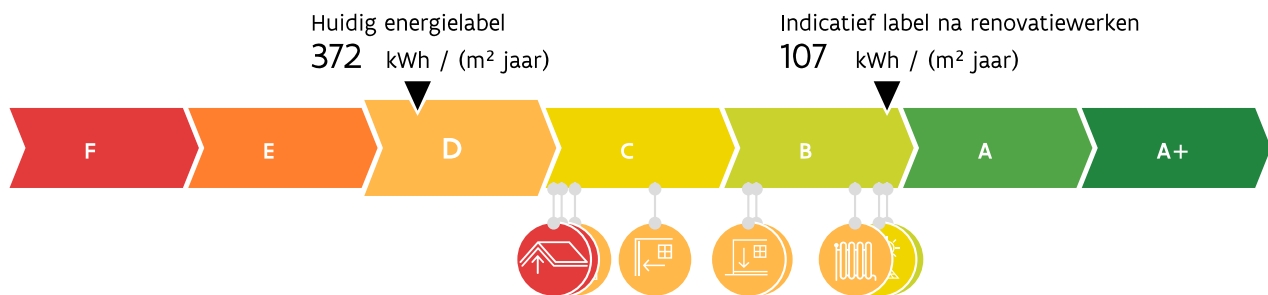 Huidig energielabel
372 kWh / (m² jaar)
Indicatief label na renovatiewerken
107 kWh / (m² jaar)
F E D C B A A+